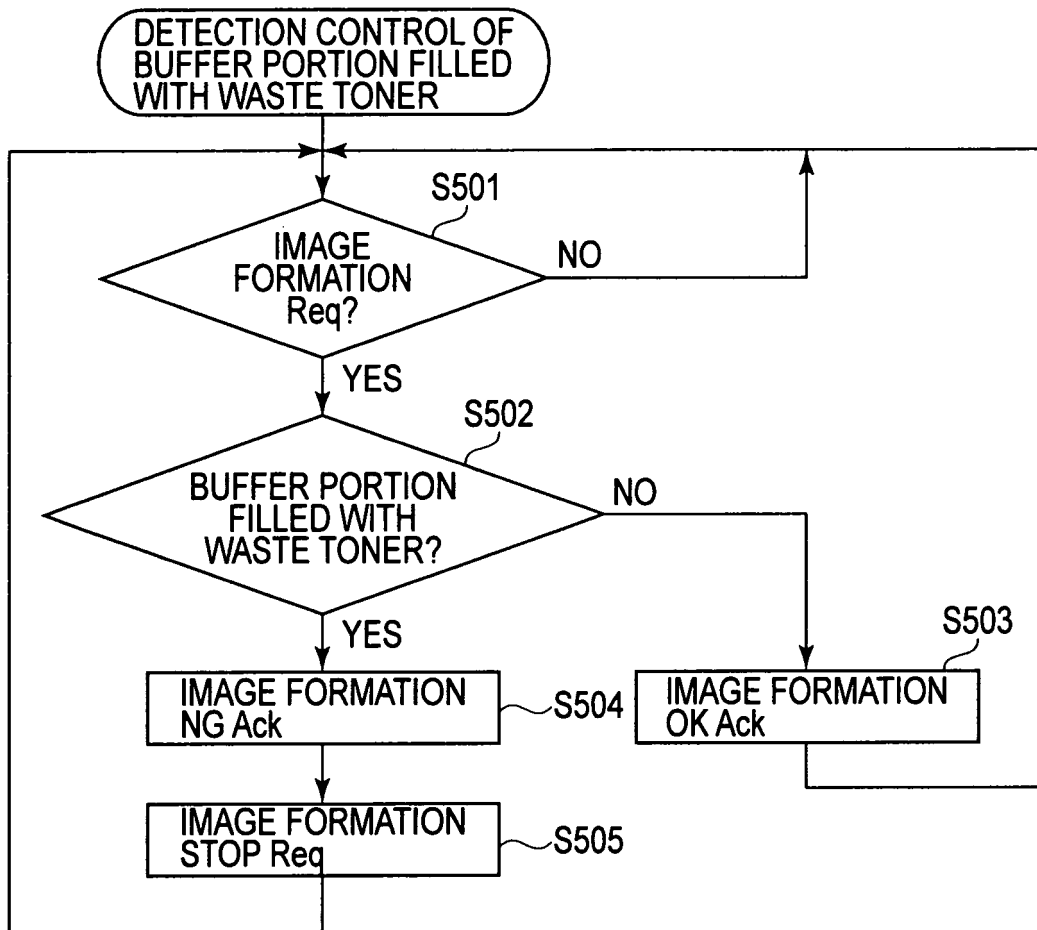 DETECTION CONTROL OF
BUFFER PORTION FILLED
WITH WASTE TONER
S501
IMAGE
FORMATION
Req?
NO
YES
S502
BUFFER PORTION
FILLED WITH
WASTE TONER?
NO
YES
S503
IMAGE FORMATION
OK Ack
IMAGE FORMATION
NG Ack
S504
IMAGE FORMATION
STOP Req
S505